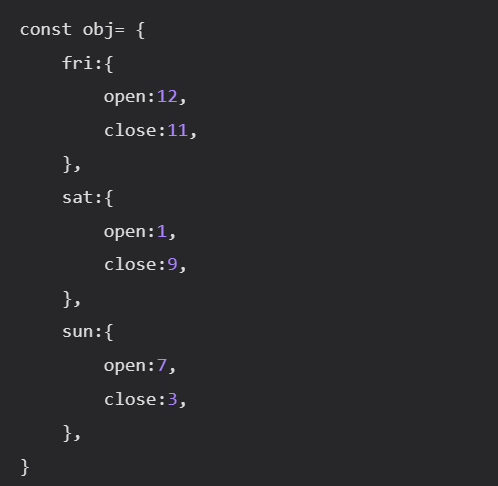 const obj= {
    fri:{
        open:12,
        close:11,
    },
    sat:{
        open:1,
        close:9,
    },
    sun:{
        open:7,
        close:3,
    },
}